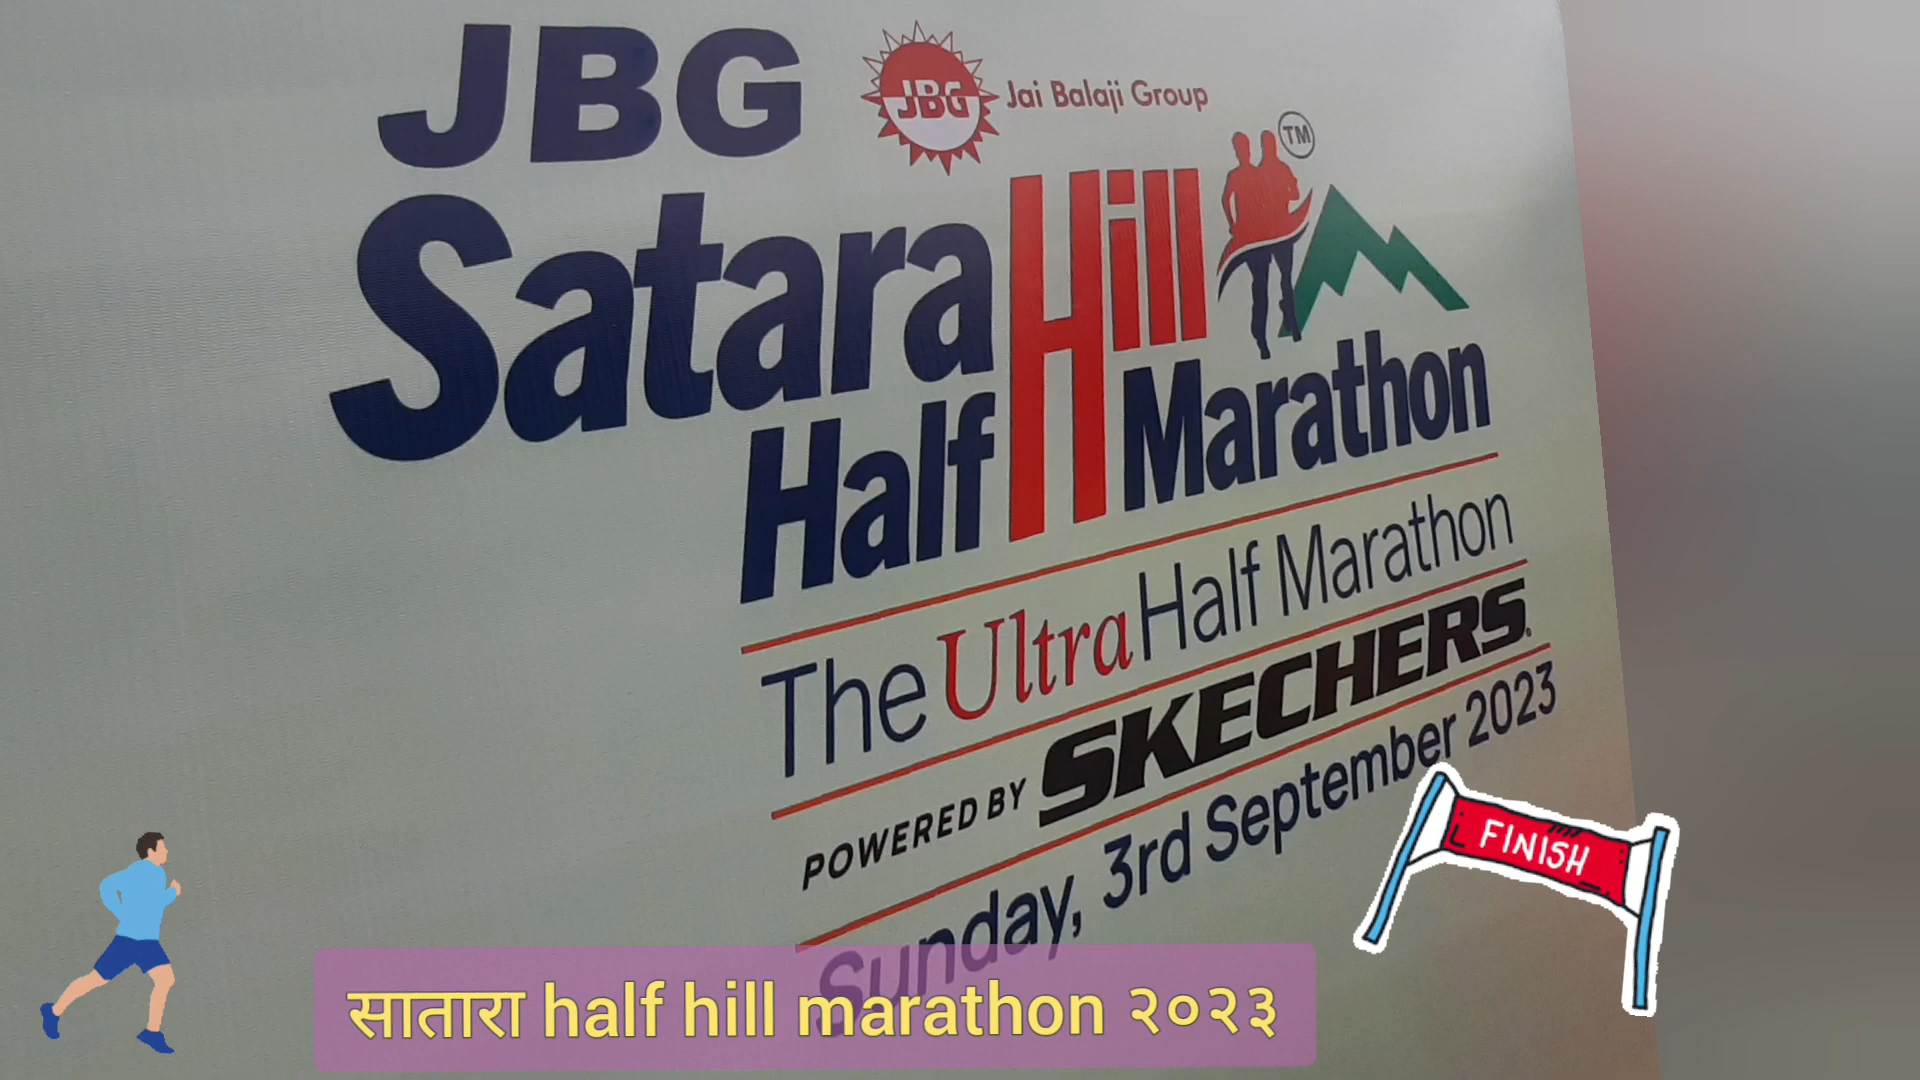 JBG
JBG Jai Balaji Group
TM
Satara Hill
Half Marathon
The Ultra Half Marathon
POWERED BY SKECHERS
Sunday, 3rd September 2023
FINISH
सातारा half hill marathon २०२३